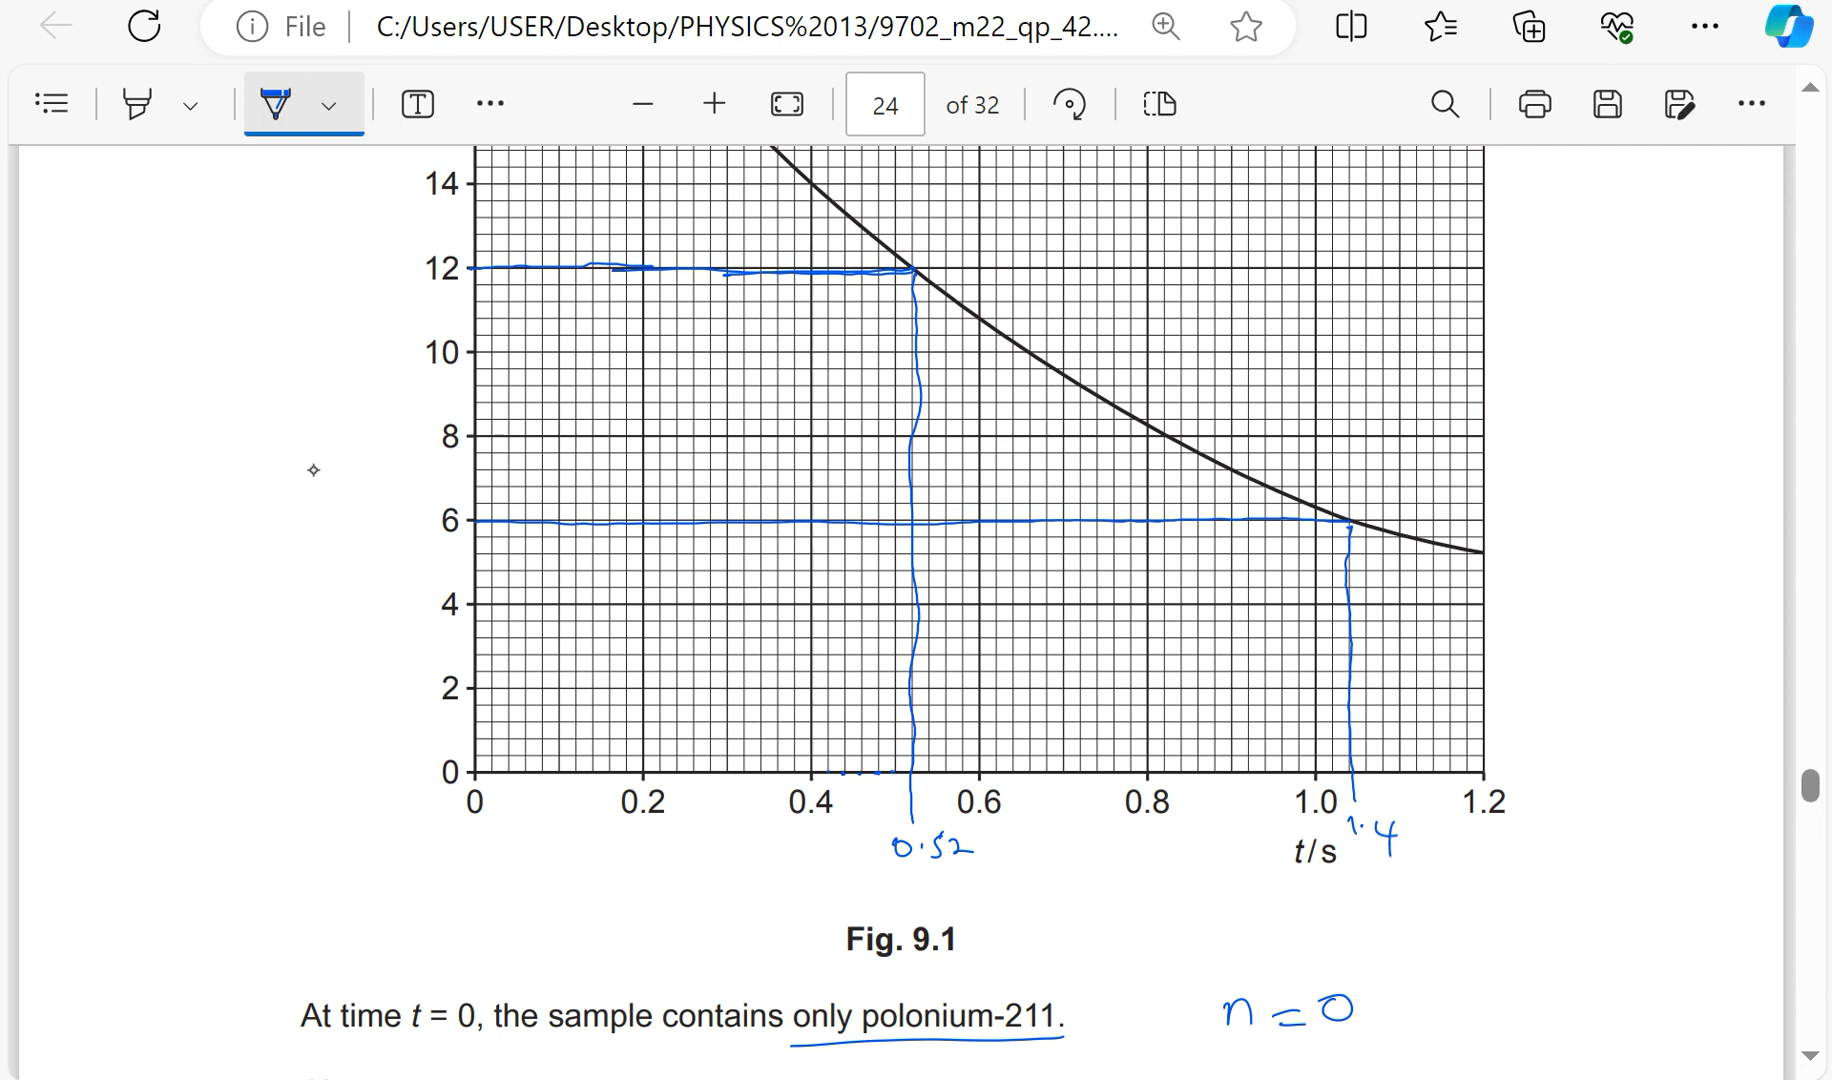 File C:/Users/USER/Desktop/PHYSICS%2013/9702_m22_qp_42....
24 of 32
14
12
10
8
6
4
2
0
0 0.2 0.4 0.6 0.8 1.0 1.2
0.52 1.4
t/s
Fig. 9.1
At time t = 0, the sample contains only polonium-211. n = 0